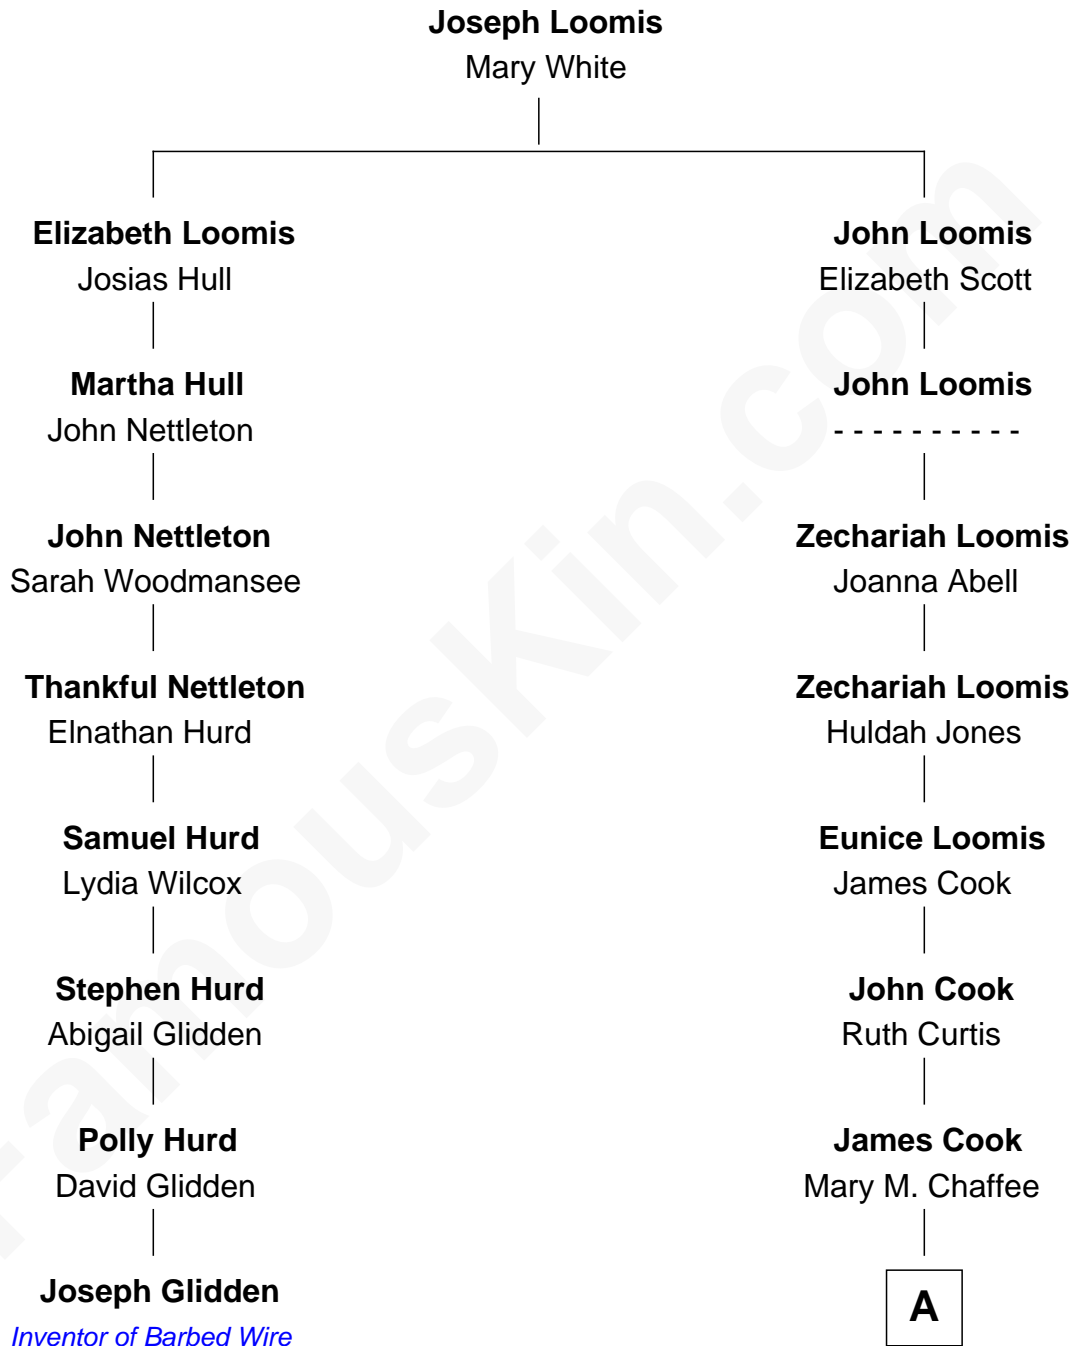 Joseph Loomis
Mary White
Elizabeth Loomis
Josias Hull
John Loomis
Elizabeth Scott
Martha Hull
John Nettleton
John Loomis
- - - - - - - - - -
John Nettleton
Sarah Woodmansee
Zechariah Loomis
Joanna Abell
Thankful Nettleton
Elnathan Hurd
Zechariah Loomis
Huldah Jones
Samuel Hurd
Lydia Wilcox
Eunice Loomis
James Cook
Stephen Hurd
Abigail Glidden
John Cook
Ruth Curtis
Polly Hurd
David Glidden
James Cook
Mary M. Chaffee
Joseph Glidden
Inventor of Barbed Wire
A
FamousKin.com